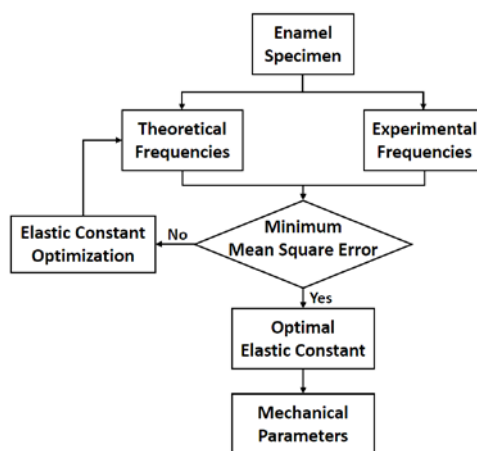 Enamel
Specimen
Theoretical
Frequencies
Experimental
Frequencies
Minimum
Mean Square Error
No
Elastic Constant
Optimization
Yes
Optimal
Elastic Constant
Mechanical
Parameters